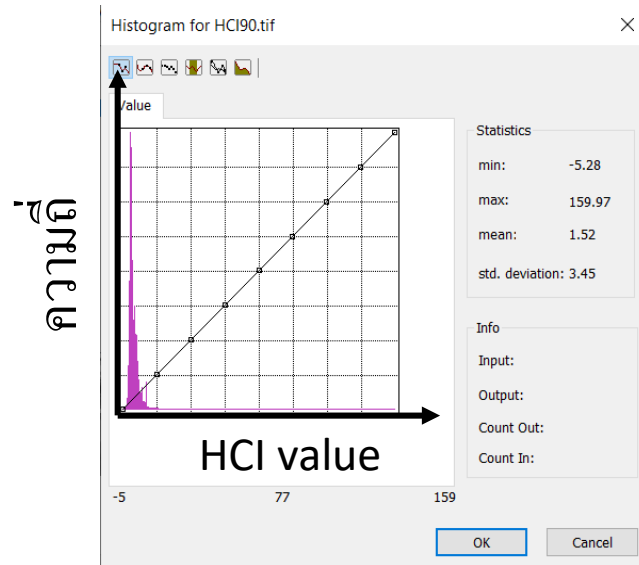 Histogram for HCI90.tif
Value
ความถี่
HCI value
-5 77 159
Statistics
min: -5.28
max: 159.97
mean: 1.52
std. deviation: 3.45
Info
Input:
Output:
Count Out:
Count In:
OK Cancel